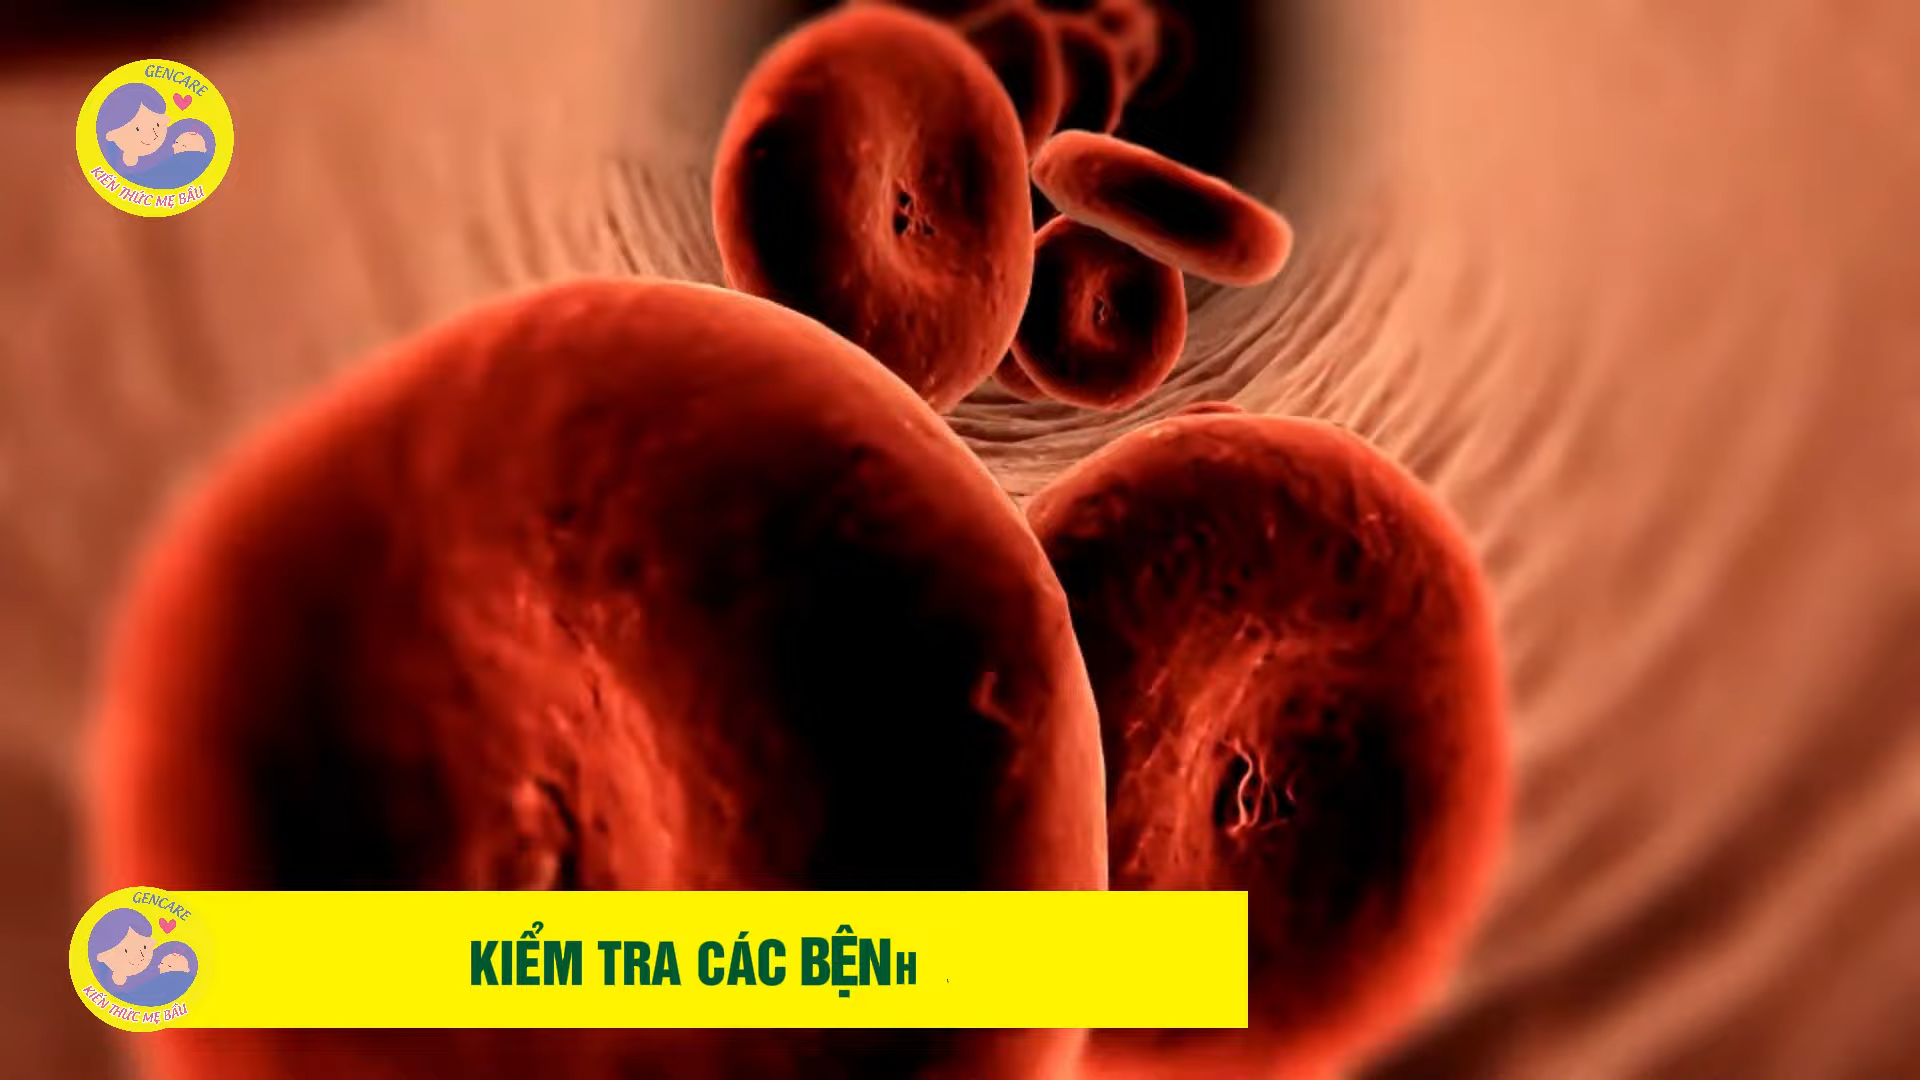 GENCARE
KIẾN THỨC MẸ BẦU
GENCARE
KIẾN THỨC MẸ BẦU
KIỂM TRA CÁC BỆNH